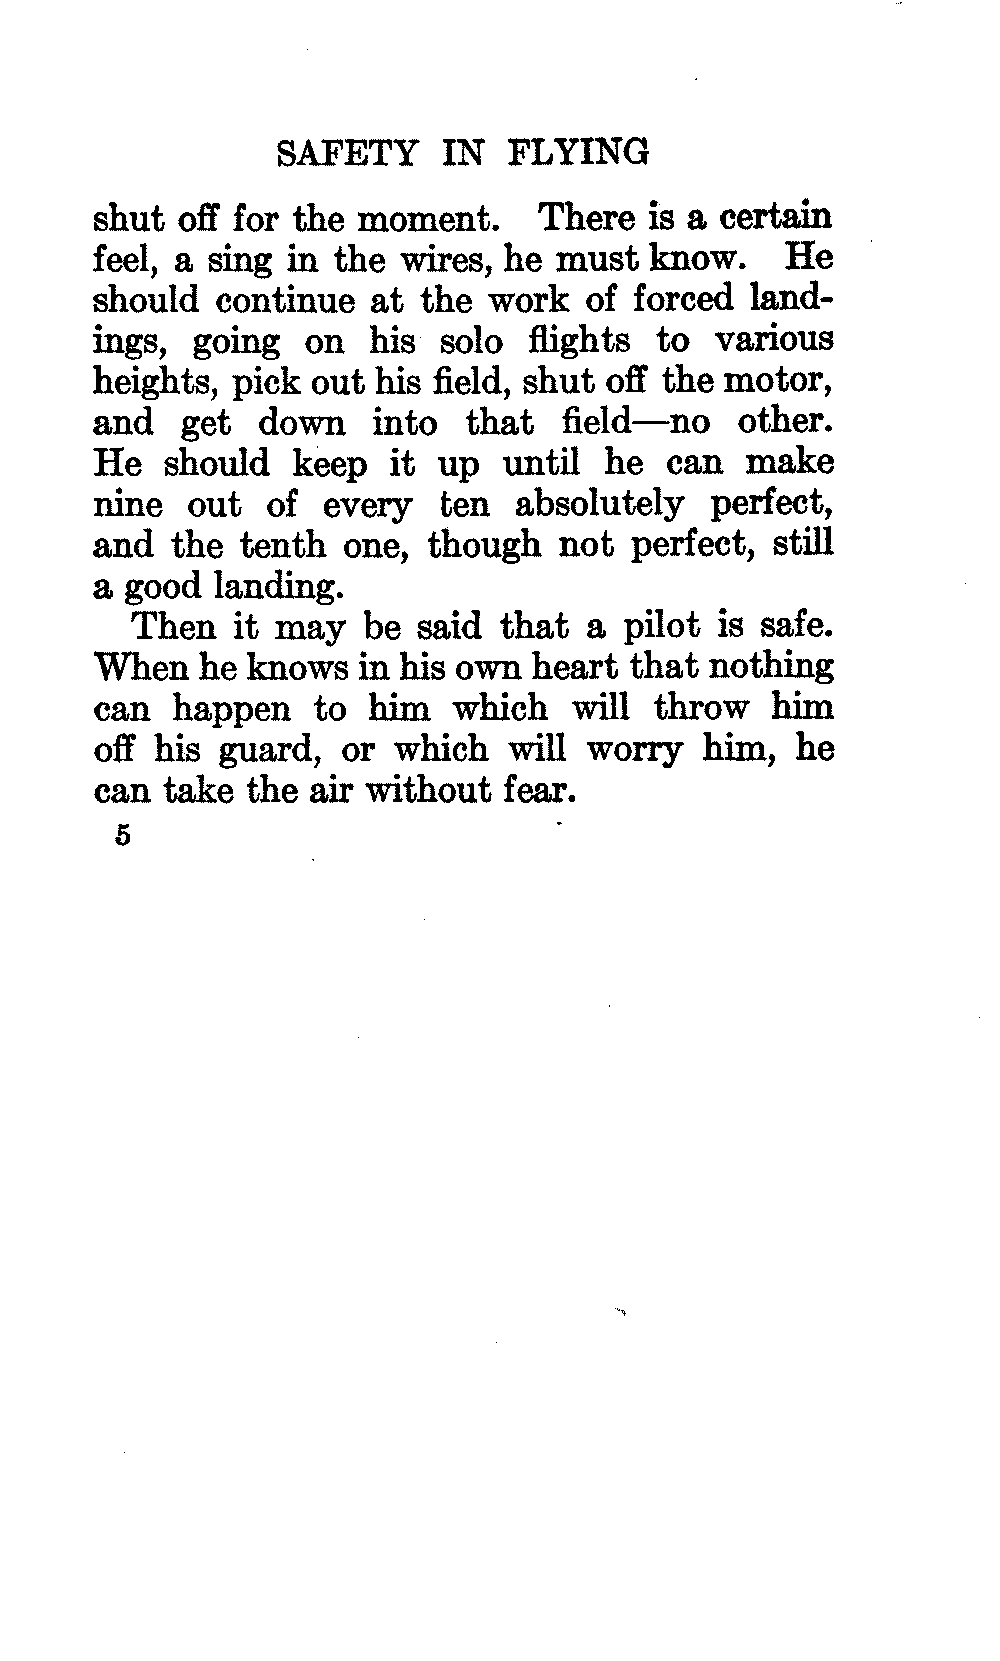 SAFETY IN FLYING
shut off for the moment. There is a certain
feel, a sing in the wires, he must know. He
should continue at the work of forced land-
ings, going on his solo flights to various
heights, pick out his field, shut off the motor,
and get down into that field—no other.
He should keep it up until he can make
nine out of every ten absolutely perfect,
and the tenth one, though not perfect, still
a good landing.
Then it may be said that a pilot is safe.
When he knows in his own heart that nothing
can happen to him which will throw him
off his guard, or which will worry him, he
can take the air without fear.
5